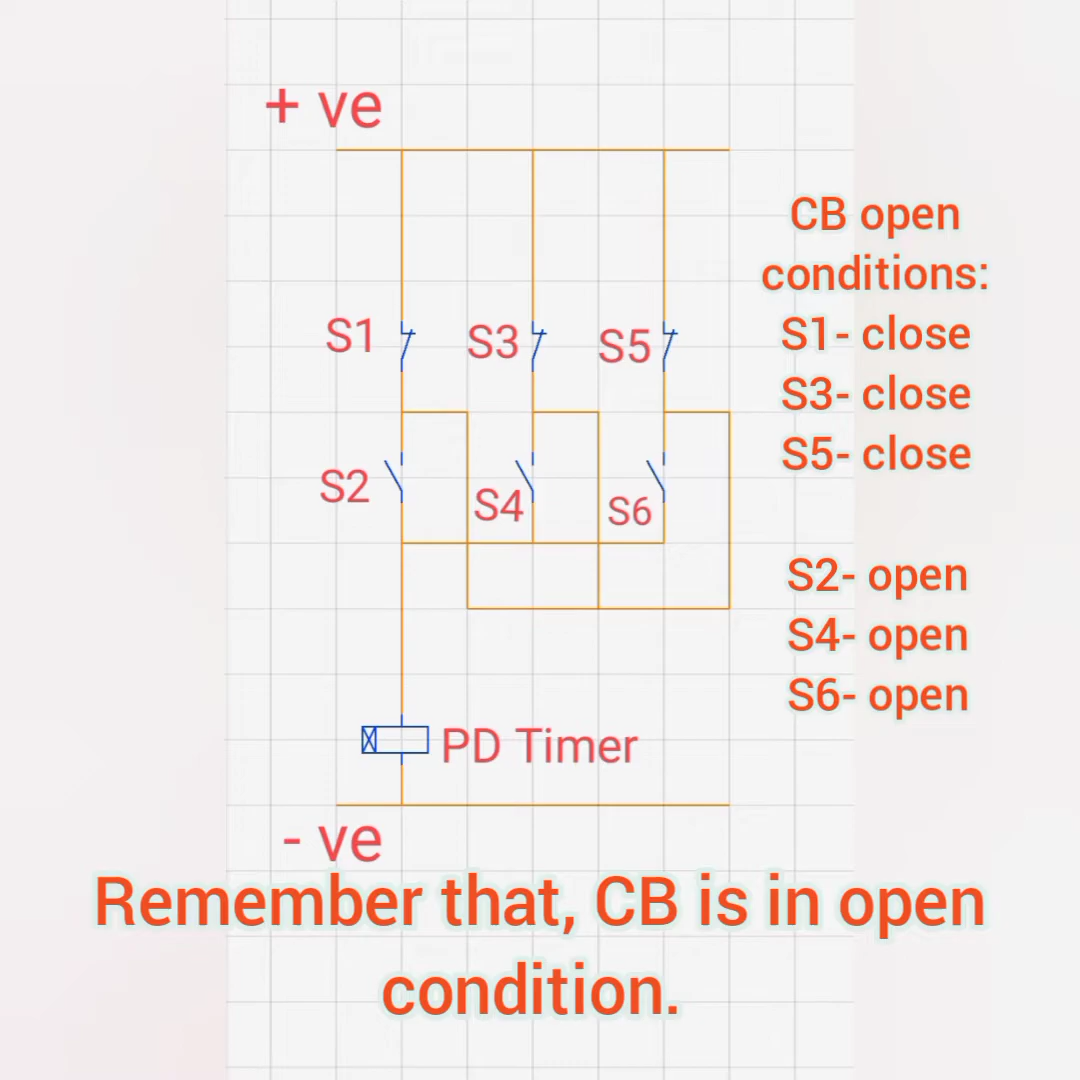 + ve
CB open
conditions:
S1- close
S3- close
S5- close
S1
S3
S5
S2
S4
S6
S2- open
S4- open
S6- open
PD Timer
- ve
Remember that, CB is in open
condition.